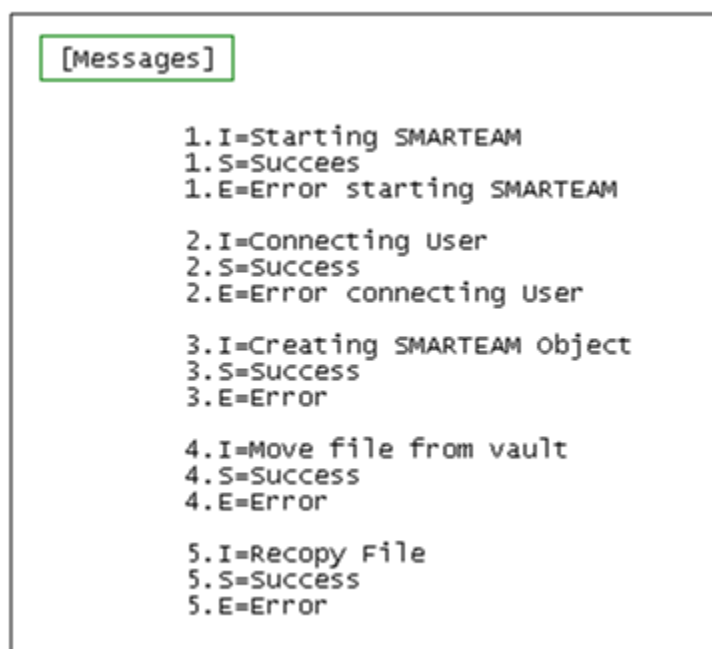 [Messages]
1.I=Starting SMARTEAM
1.S=Succees
1.E=Error starting SMARTEAM
2.I=Connecting User
2.S=Success
2.E=Error connecting User
3.I=Creating SMARTEAM Object
3.S=Success
3.E=Error
4.I=Move file from vault
4.S=Success
4.E=Error
5.I=Recopy File
5.S=Success
5.E=Error